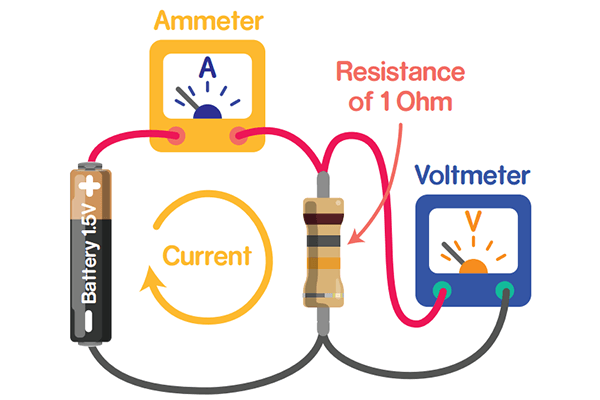 Ammeter
A
Resistance
of 1 Ohm
Voltmeter
V
Current
Battery 1.5V +
-